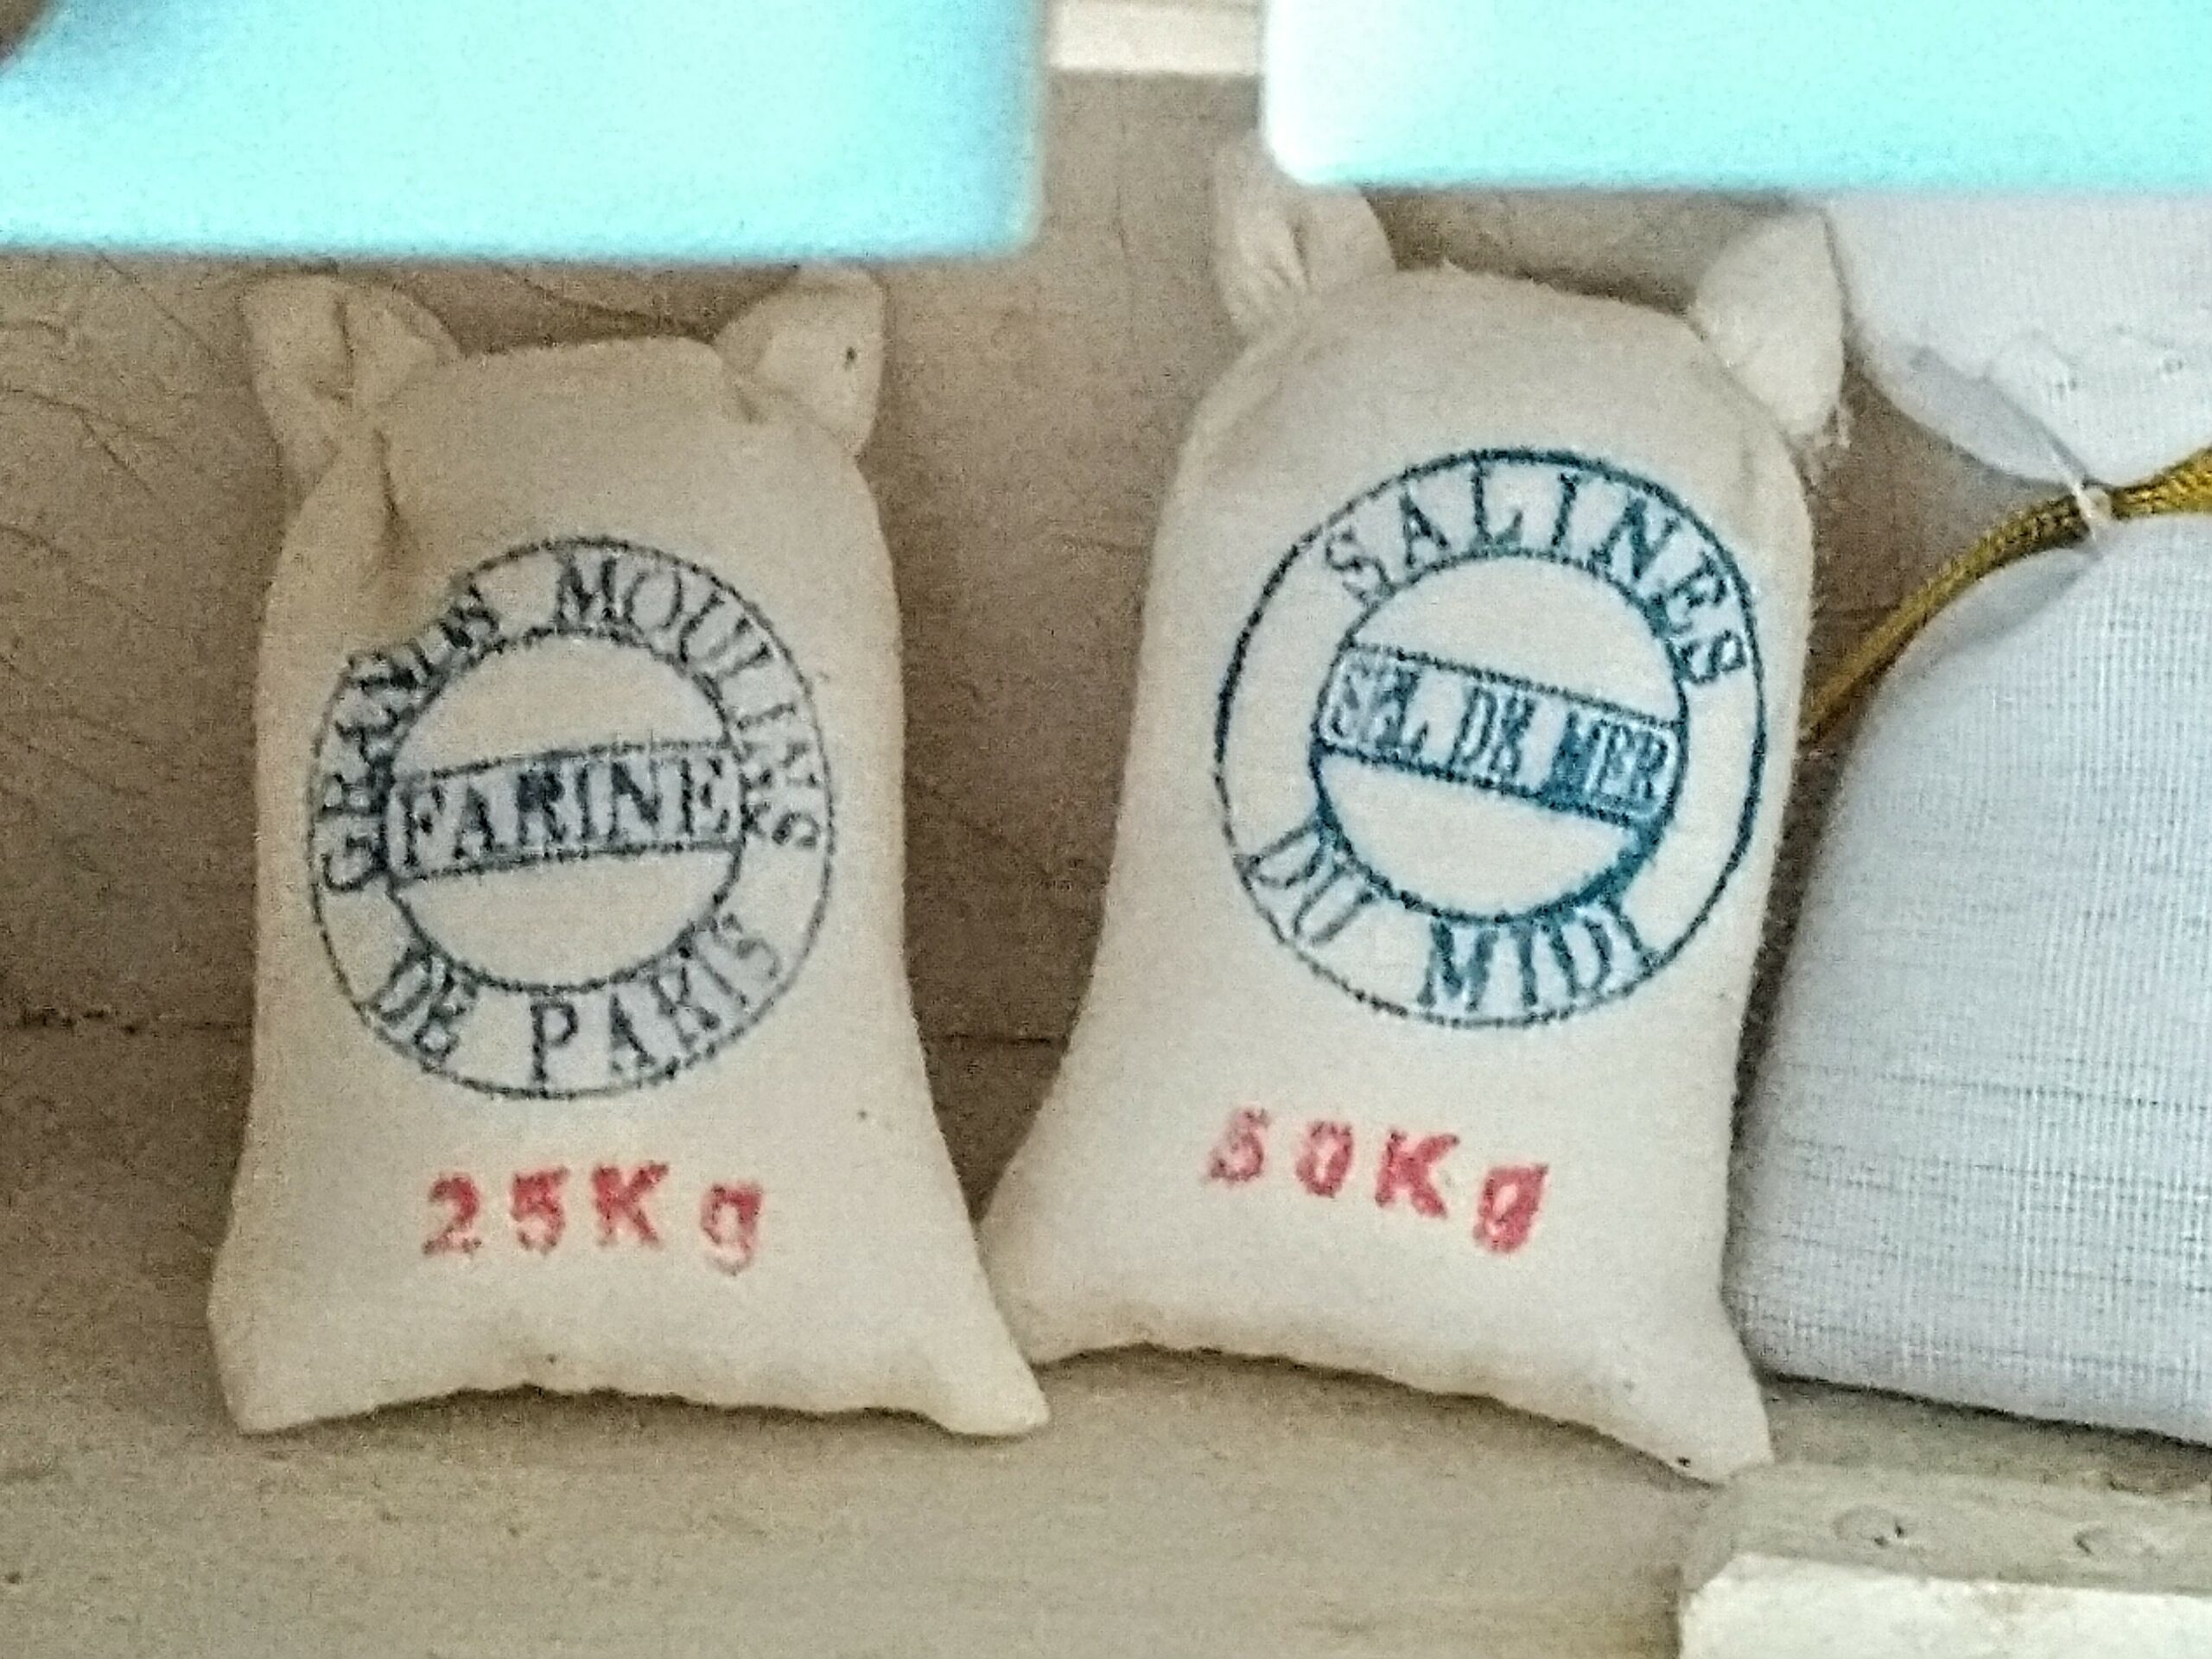 GRANDS MOULINS
FARINE
DE PARIS
25Kg
SALINES
SEL DE MER
DU MIDI
50Kg